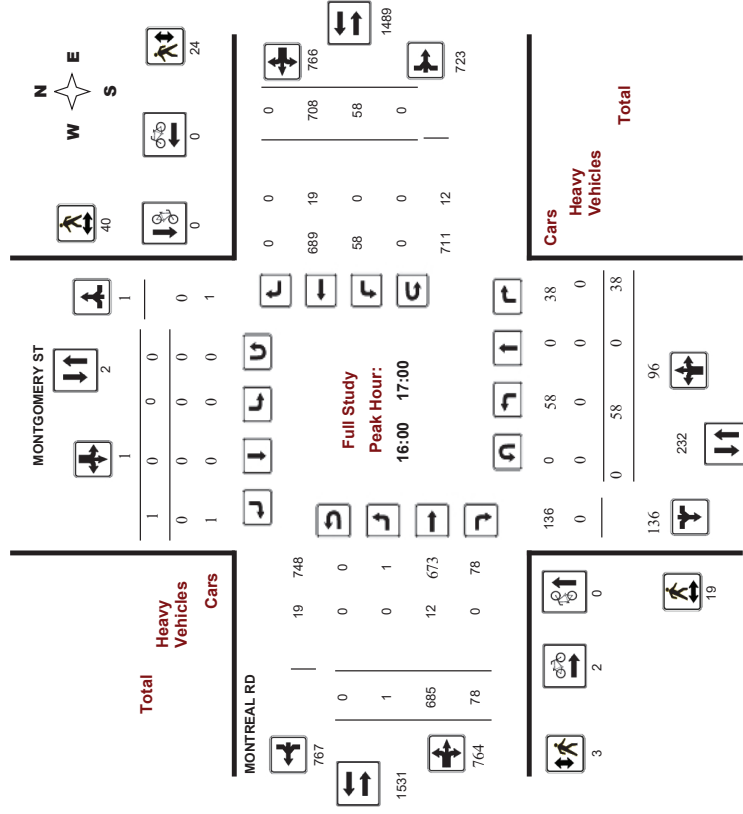 MONTGOMERY ST
N
W E
S
40
24
0 0
1 2 1
1 0 0 0
0 0 0 0 0
1 0 0 0 1
Total
Heavy
Vehicles
Cars
MONTREAL RD
767
1531
764
19 748
0 0 0
1 0 1
685 12 673
78 0 78
Full Study
Peak Hour:
16:00 17:00
0 0 0
689 19 708
58 0 58
0 0 0
711 12
766
1489
723
136 0 58 0 38
0 0 0 0 0
0 58 0 38
136 232 96
Cars
Heavy
Vehicles
Total
3 2 0
19